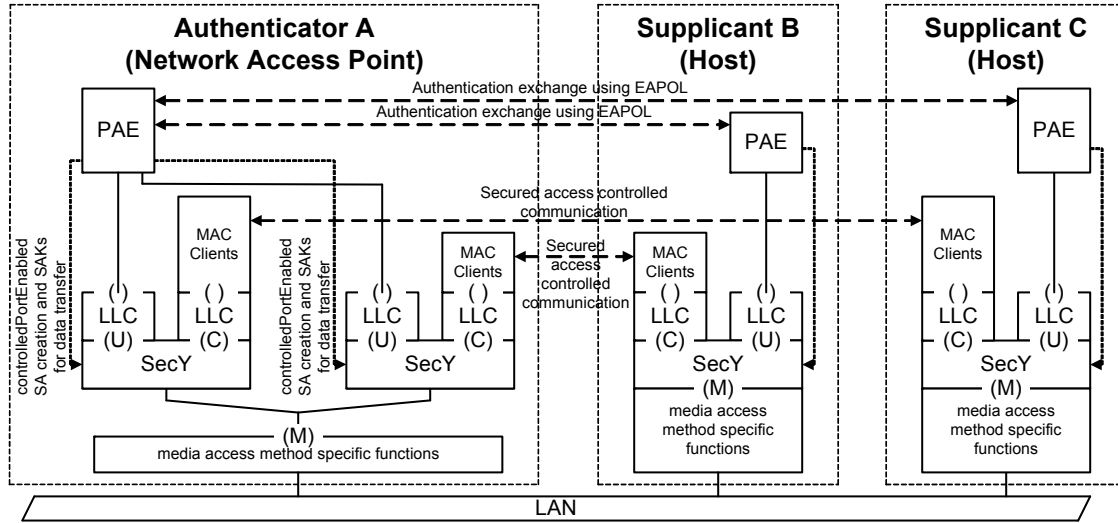 Authenticator A
(Network Access Point)
Supplicant B
(Host)
Supplicant C
(Host)
Authentication exchange using EAPOL
Authentication exchange using EAPOL
PAE
PAE
PAE
Secured access controlled
communication
MAC
Clients
MAC
Clients
Secured
access
controlled
communication
MAC
Clients
MAC
Clients
controlledPortEnabled
SA creation and SAKs
for data transfer
controlledPortEnabled
SA creation and SAKs
for data transfer
( )
LLC
(U)
( )
LLC
(C)
SecY
( )
LLC
(U)
( )
LLC
(C)
SecY
( )
LLC
(C)
( )
LLC
(U)
SecY
( )
LLC
(C)
( )
LLC
(U)
SecY
(M)
media access method specific functions
(M)
media access
method specific
functions
(M)
media access
method specific
functions
LAN